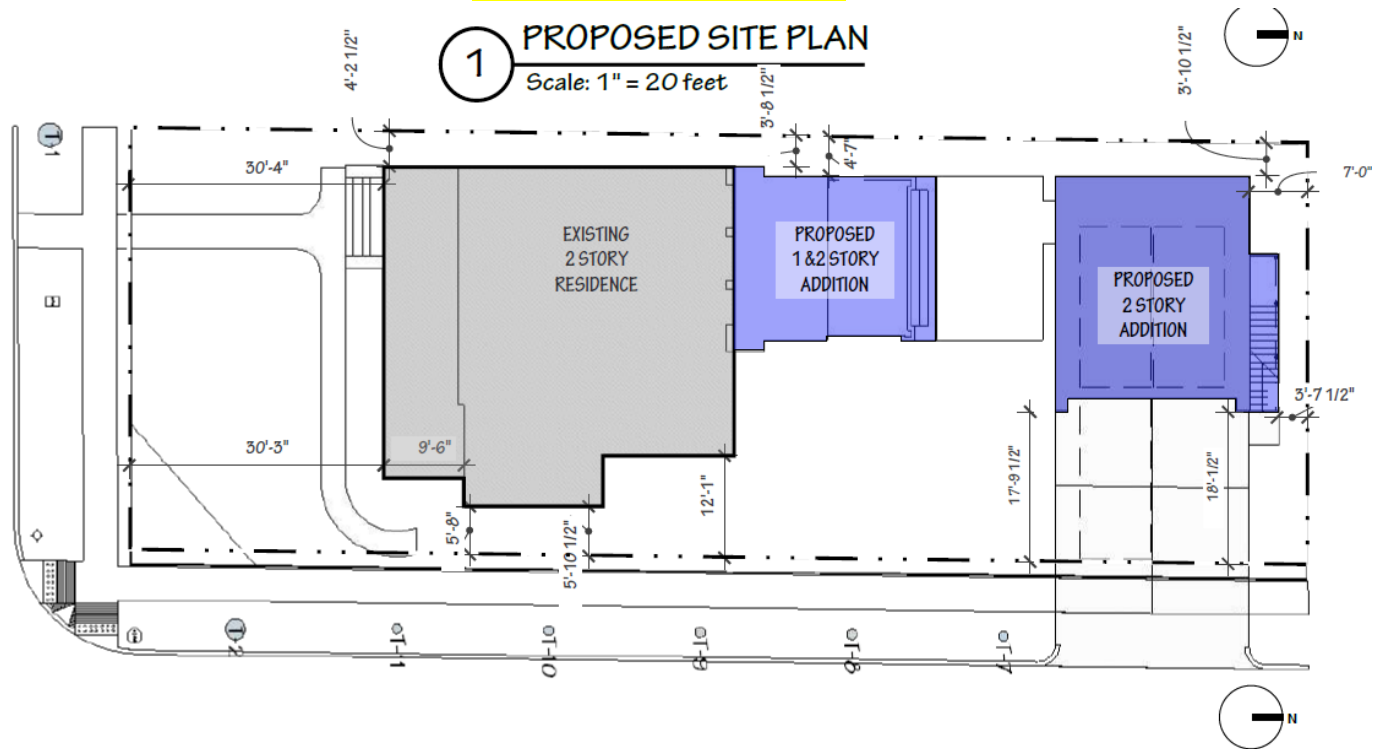 1
PROPOSED SITE PLAN
Scale: 1" = 20 feet
N
4'-2 1/2"
3'-8 1/2"
4'-7"
3'-10 1/2"
7'-0"
T-1
30'-4"
EXISTING
2 STORY
RESIDENCE
PROPOSED
1 &2 STORY
ADDITION
PROPOSED
2 STORY
ADDITION
3'-7 1/2"
30'-3"
9'-6"
5'-8"
5'-10 1/2"
12'-1"
17'-9 1/2"
18'-1/2"
T-2
T-11
T-10
T-9
T-8
T-7
N